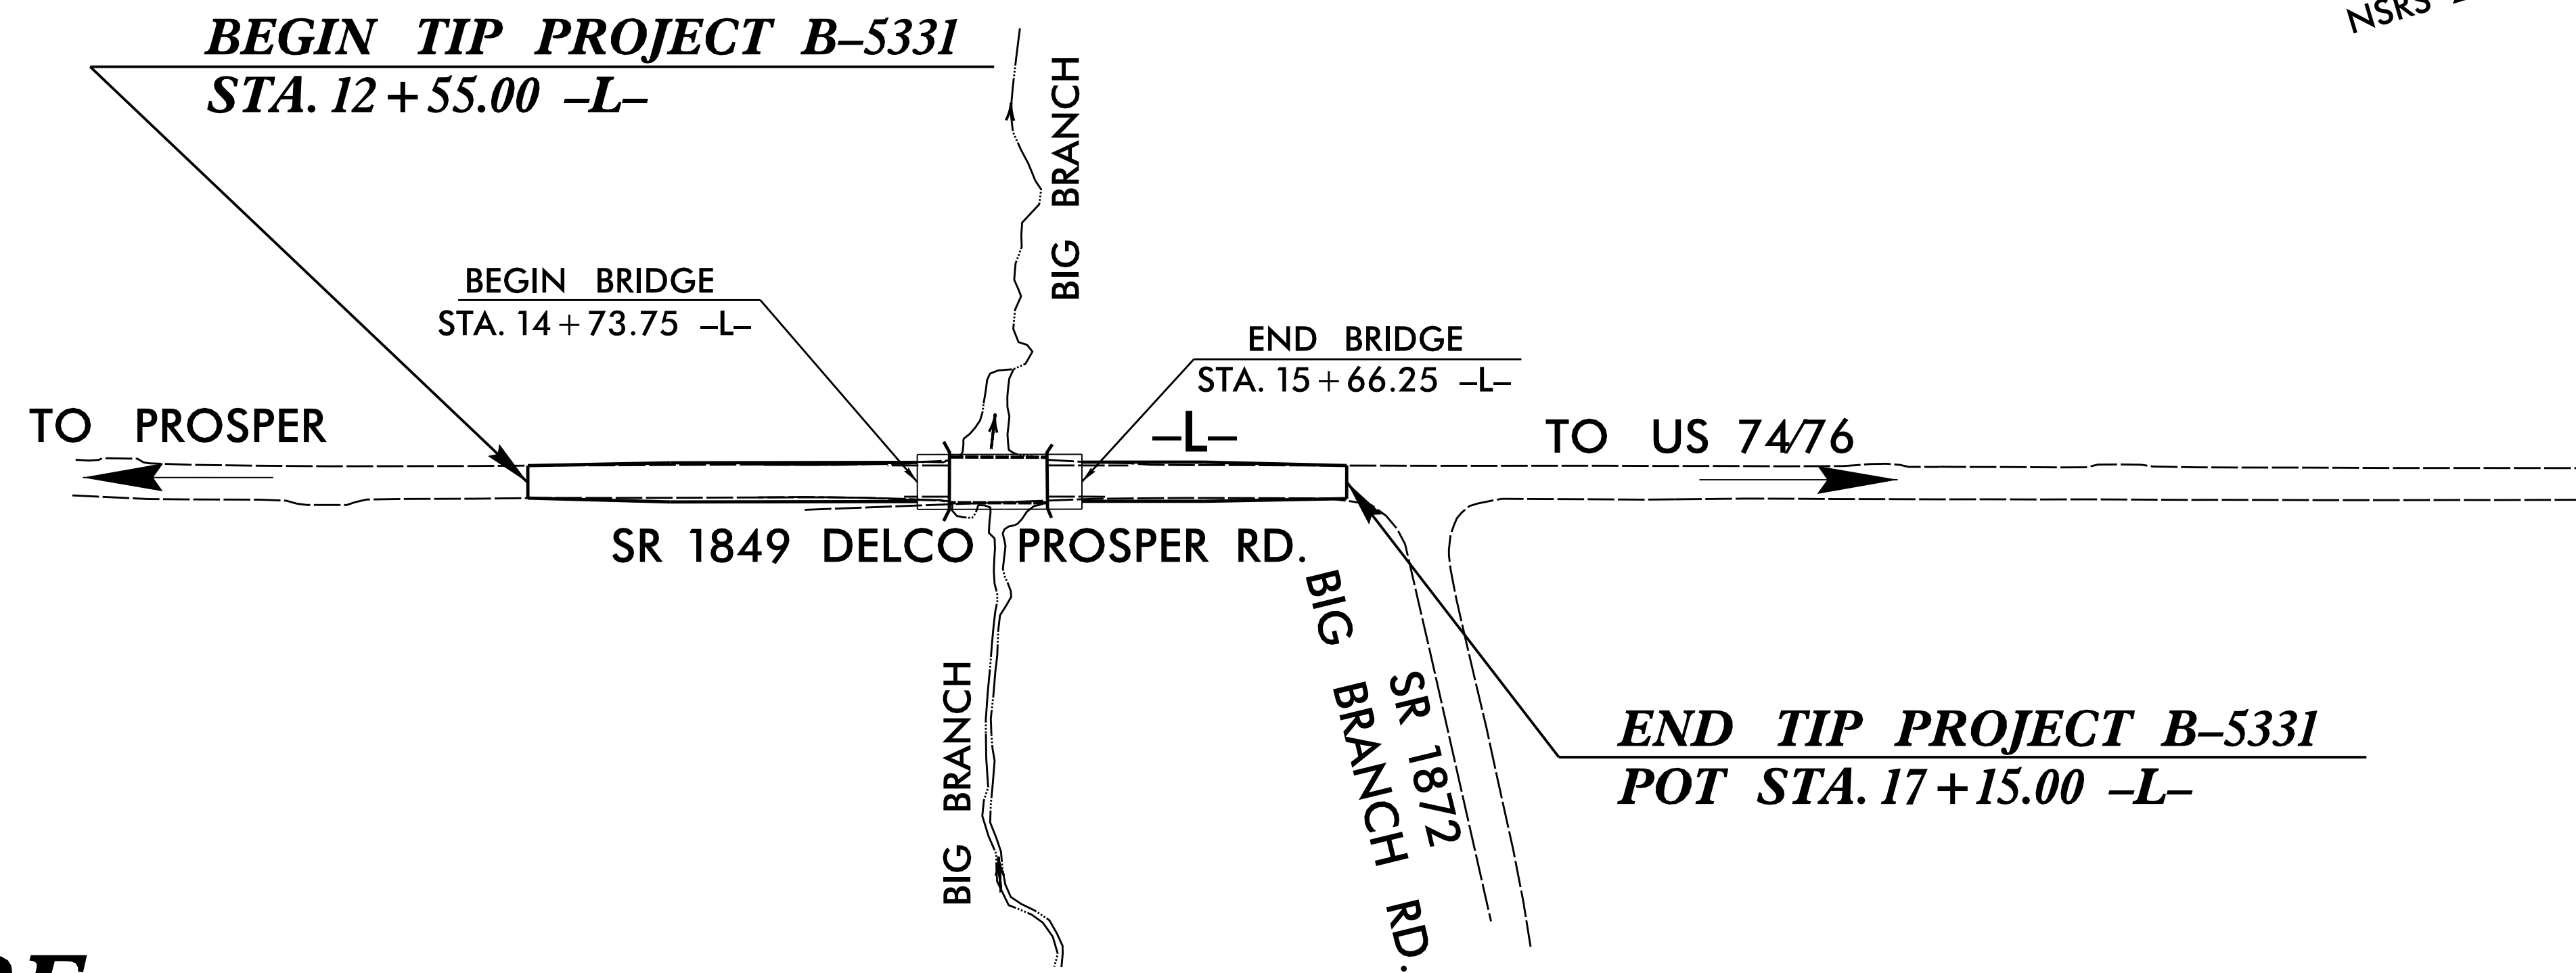 BEGIN TIP PROJECT B–5331
STA. 12+55.00 –L–
NSRS
BIG BRANCH
BEGIN BRIDGE
STA. 14+73.75 –L–
END BRIDGE
STA. 15+66.25 –L–
TO PROSPER
–L–
TO US 74/76
SR 1849 DELCO PROSPER RD.
BIG BRANCH RD.
SR 1872
BIG BRANCH
END TIP PROJECT B–5331
POT STA. 17+15.00 –L–